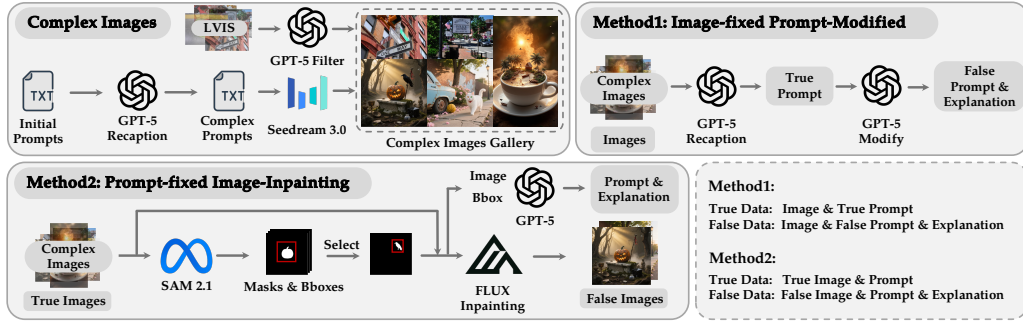 Complex Images
LVIS
GPT-5 Filter
TXT
TXT
Initial
Prompts
GPT-5
Recaption
Complex
Prompts
Seedream 3.0
Complex Images Gallery
Method1: Image-fixed Prompt-Modified
Complex
Images
Images
GPT-5
Recaption
True
Prompt
GPT-5
Modify
False
Prompt &
Explanation
Method2: Prompt-fixed Image-Inpainting
Complex
Images
True Images
SAM 2.1
Masks & Bboxes
Select
Image
Bbox
GPT-5
Prompt &
Explanation
FLUX
Inpainting
False Images
Method1:
True Data: Image & True Prompt
False Data: Image & False Prompt & Explanation
Method2:
True Data: True Image & Prompt
False Data: False Image & Prompt & Explanation